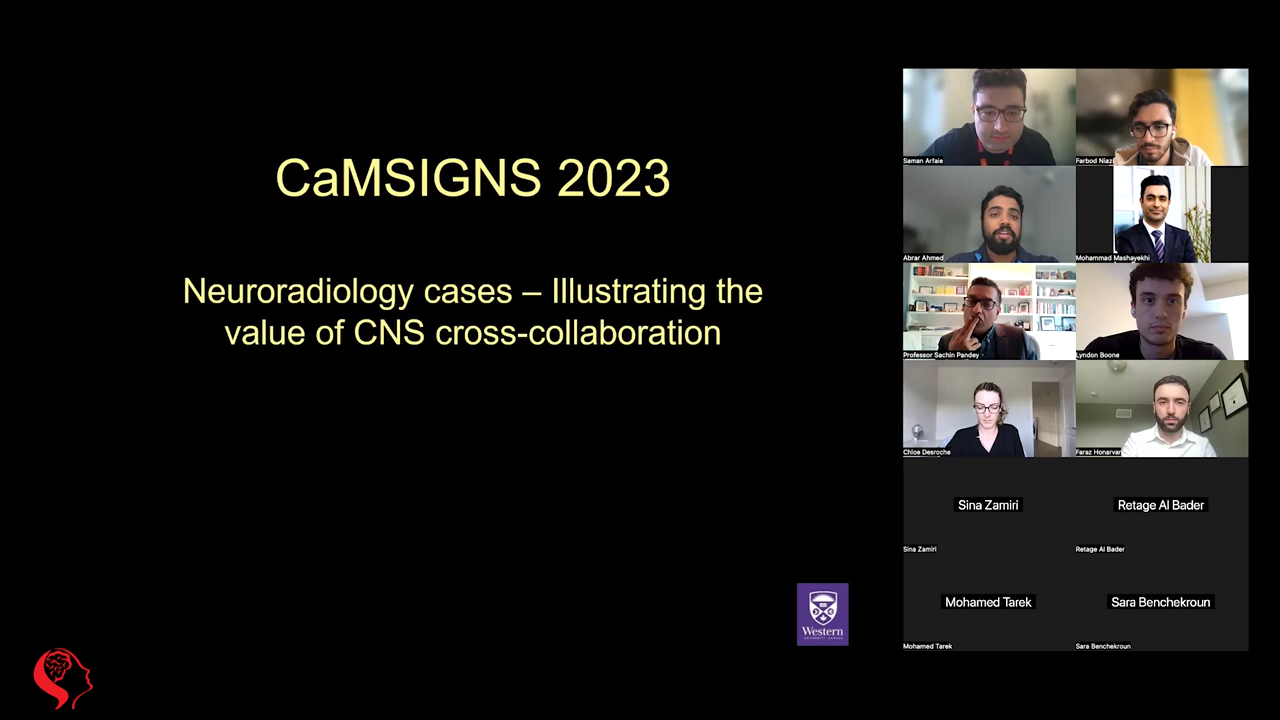 CaMSIGNS 2023
Neuroradiology cases – Illustrating the
value of CNS cross-collaboration
Saman Arfaie
Farbod Niazi
Abrar Ahmed
Mohammad Mashayekhi
Professor Sachin Pandey
Lyndon Boone
Chloe Desroche
Faraz Honarvar
Sina Zamiri
Retage Al Bader
Sina Zamiri
Retage Al Bader
Mohamed Tarek
Sara Benchekroun
Mohamed Tarek
Sara Benchekroun
Western
UNIVERSITY · CANADA